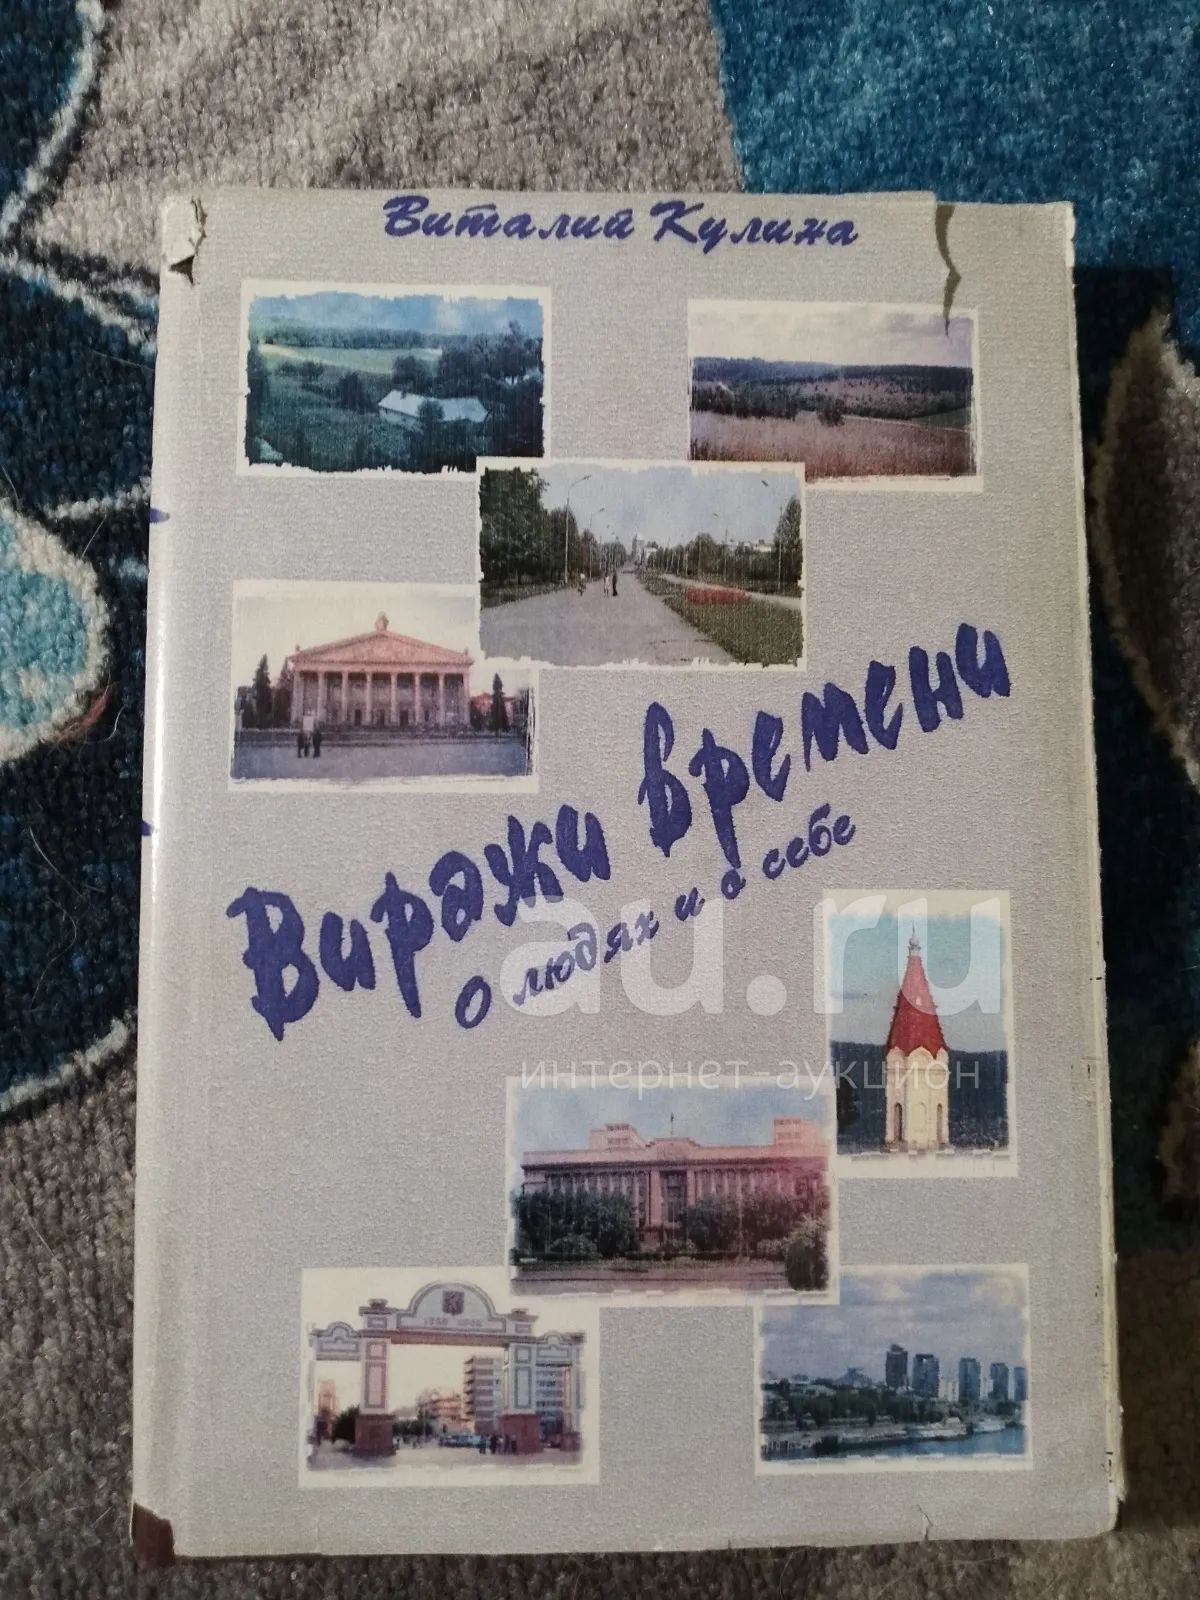 Виталий Кулина
Виражи времени
о людях и о себе
au.ru
интернет-аукцион